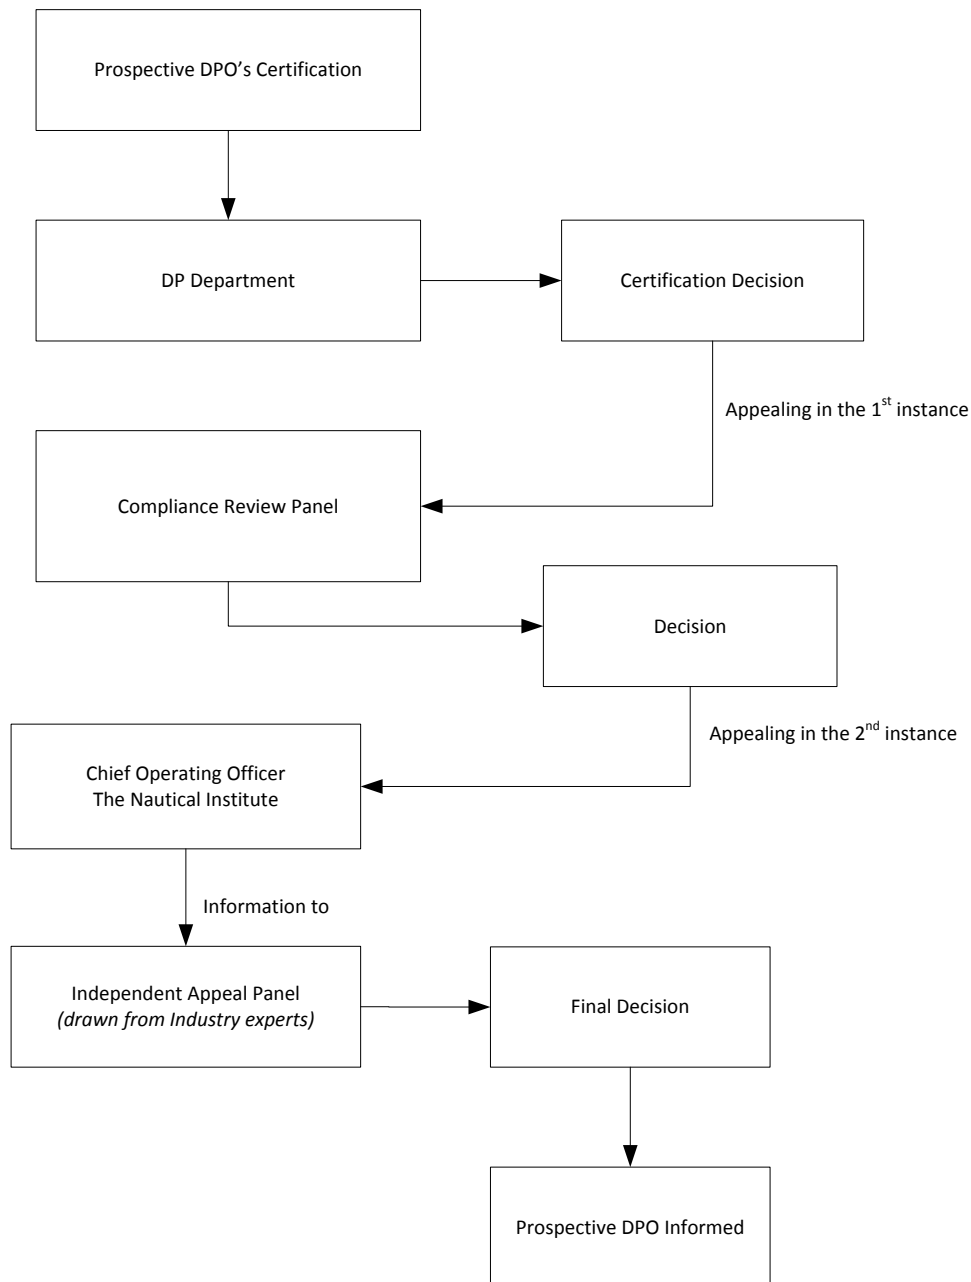 Prospective DPO’s Certification
DP Department
Certification Decision
Appealing in the 1st instance
Compliance Review Panel
Decision
Appealing in the 2nd instance
Chief Operating Officer
The Nautical Institute
Information to
Independent Appeal Panel
(drawn from Industry experts)
Final Decision
Prospective DPO Informed